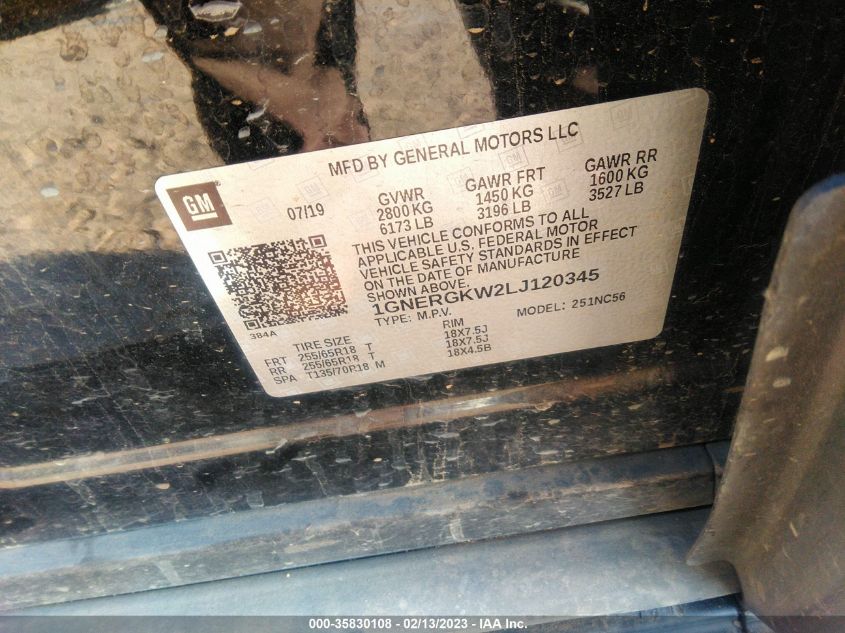 MFD BY GENERAL MOTORS LLC
GM
07/19
GVWR GAWR FRT GAWR RR
2800 KG 1450 KG 1600 KG
6173 LB 3196 LB 3527 LB
THIS VEHICLE CONFORMS TO ALL
APPLICABLE U.S. FEDERAL MOTOR
VEHICLE SAFETY STANDARDS IN EFFECT
ON THE DATE OF MANUFACTURE
SHOWN ABOVE.
1GNERGKW2LJ120345
TYPE: M.P.V. MODEL: 251NC56
384A
TIRE SIZE RIM
FRT 255/65R18 T 18X7.5J
RR 255/65R18 T 18X7.5J
SPA T135/70R18 M 18X4.5B
000-35830108 — 02/13/2023 — ©IAA Inc.